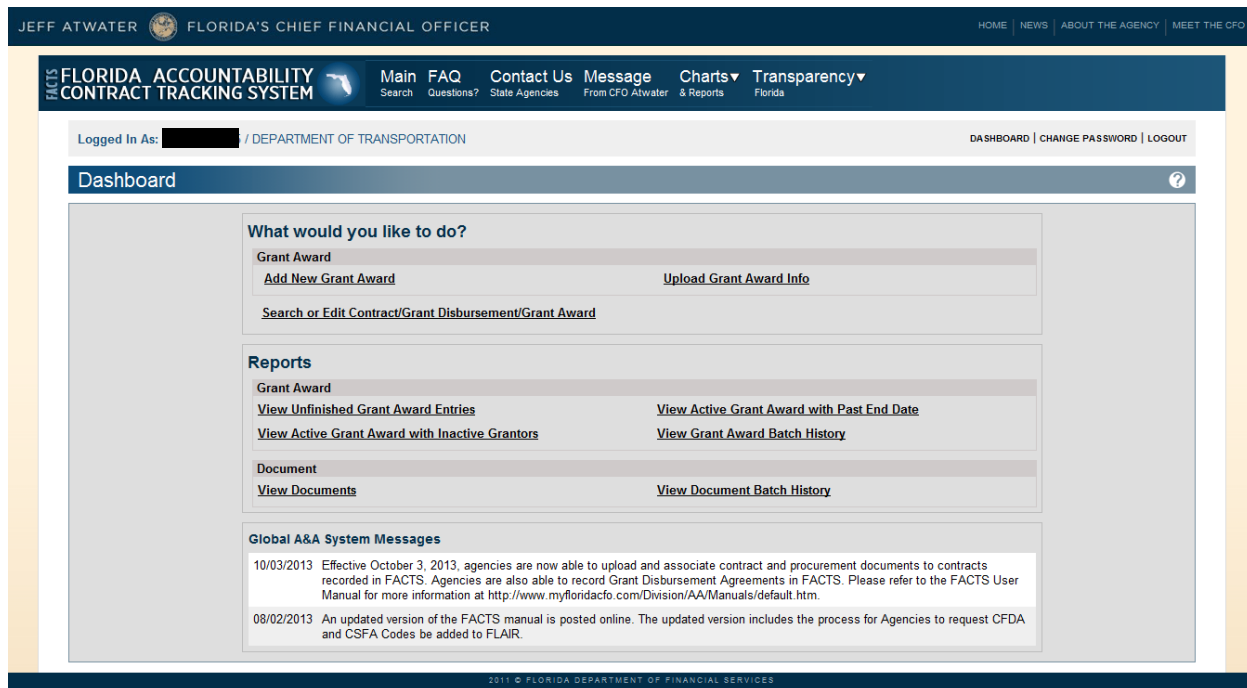 JEFF ATWATER FLORIDA'S CHIEF FINANCIAL OFFICER HOME | NEWS | ABOUT THE AGENCY | MEET THE CFO
FACTS FLORIDA ACCOUNTABILITY CONTRACT TRACKING SYSTEM
Main FAQ Contact Us Message Charts▾ Transparency▾
Search Questions? State Agencies From CFO Atwater & Reports Florida
Logged In As: / DEPARTMENT OF TRANSPORTATION DASHBOARD | CHANGE PASSWORD | LOGOUT
Dashboard ?
What would you like to do?
Grant Award
Add New Grant Award Upload Grant Award Info
Search or Edit Contract/Grant Disbursement/Grant Award
Reports
Grant Award
View Unfinished Grant Award Entries View Active Grant Award with Past End Date
View Active Grant Award with Inactive Grantors View Grant Award Batch History
Document
View Documents View Document Batch History
Global A&A System Messages
10/03/2013 Effective October 3, 2013, agencies are now able to upload and associate contract and procurement documents to contracts
recorded in FACTS. Agencies are also able to record Grant Disbursement Agreements in FACTS. Please refer to the FACTS User
Manual for more information at http://www.myfloridacfo.com/Division/AA/Manuals/default.htm.
08/02/2013 An updated version of the FACTS manual is posted online. The updated version includes the process for Agencies to request CFDA
and CSFA Codes be added to FLAIR.
2011 © FLORIDA DEPARTMENT OF FINANCIAL SERVICES